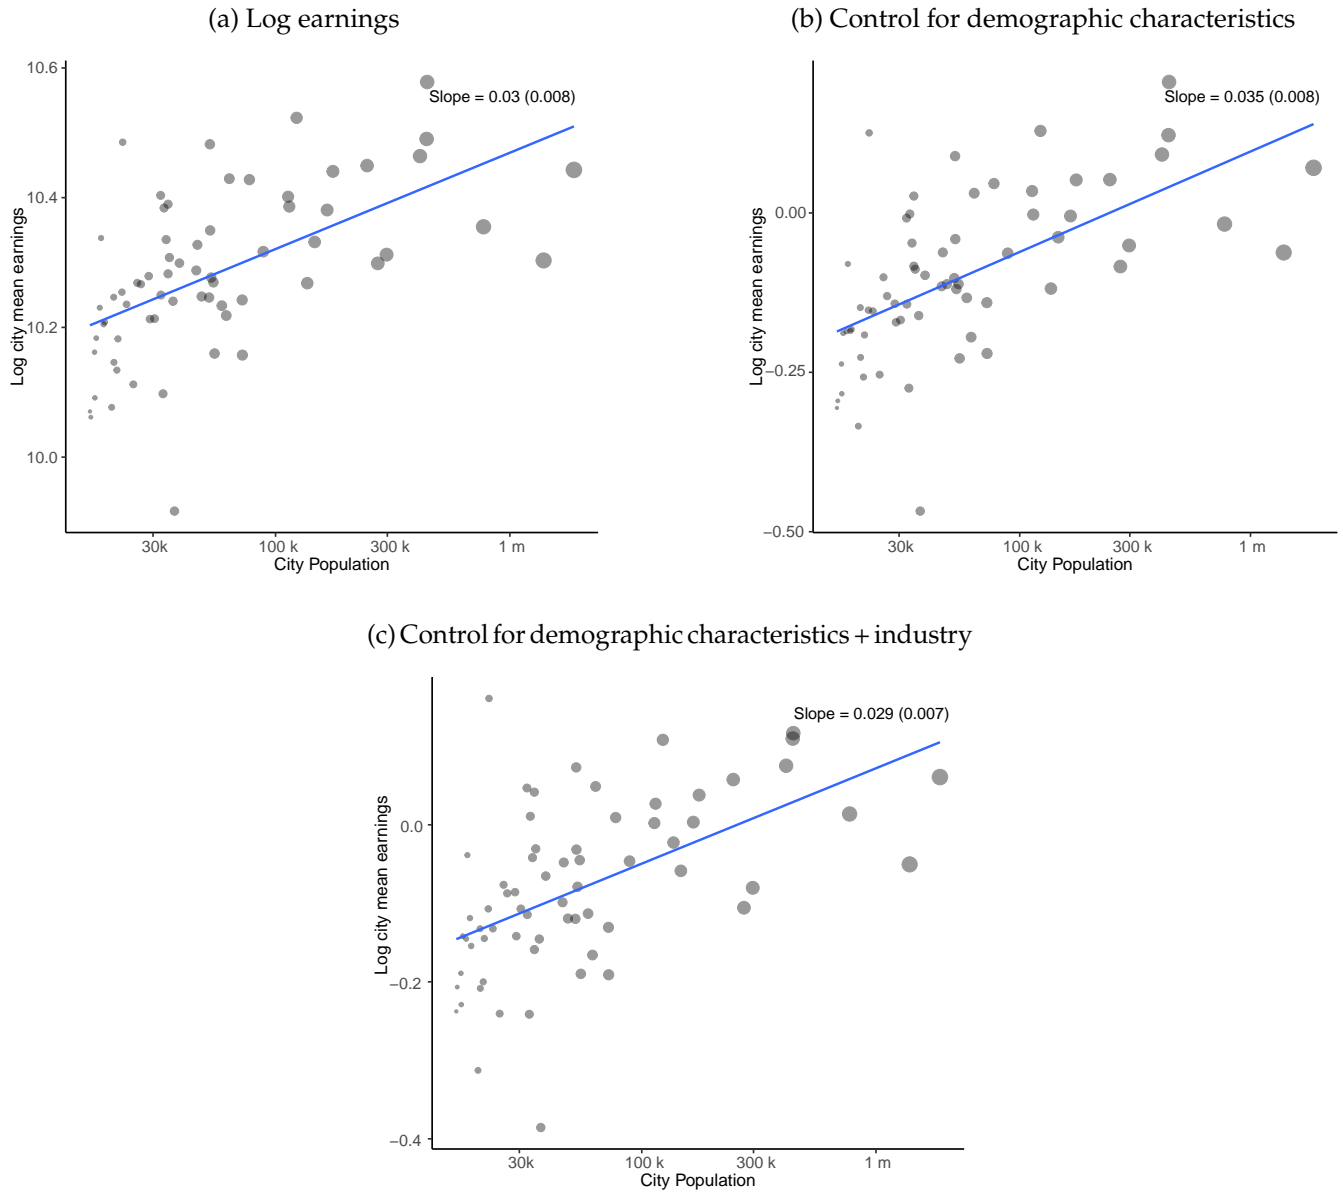 (a) Log earnings
Slope = 0.03 (0.008)
Log city mean earnings
10.6
10.4
10.2
10.0
30k 100 k 300 k 1 m
City Population
(b) Control for demographic characteristics
Slope = 0.035 (0.008)
Log city mean earnings
0.00
−0.25
−0.50
30k 100 k 300 k 1 m
City Population
(c) Control for demographic characteristics + industry
Slope = 0.029 (0.007)
Log city mean earnings
0.0
−0.2
−0.4
30k 100 k 300 k 1 m
City Population